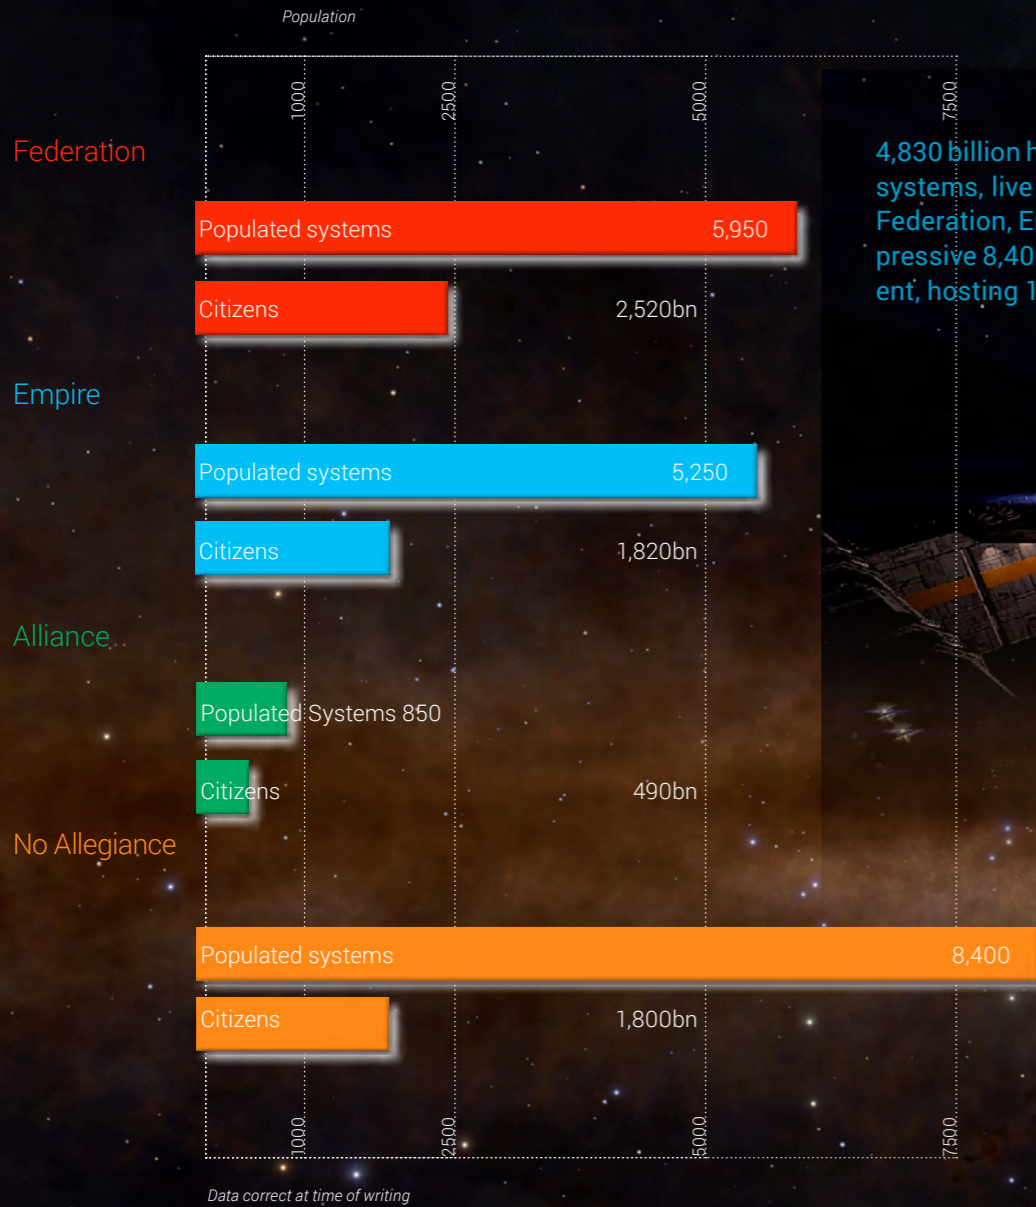 Population
1000 2500 5000 7500
Federation
Populated systems 5,950
Citizens 2,520bn
Empire
Populated systems 5,250
Citizens 1,820bn
Alliance
Populated Systems 850
Citizens 490bn
No Allegiance
Populated systems 8,400
Citizens 1,800bn
1000 2500 5000 7500
Data correct at time of writing
4,830 billion
systems, live
Federation,
pressive 8,40
ent, hosting 1